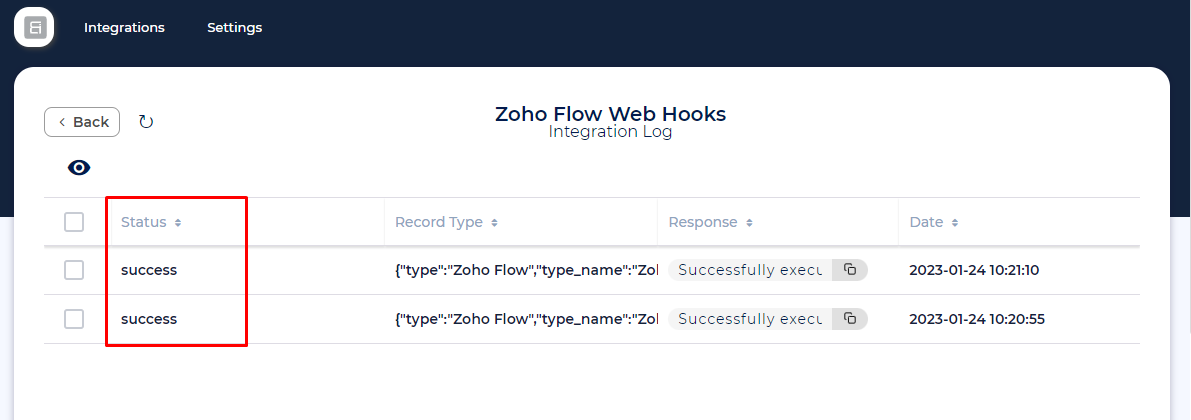 Integrations Settings
Back
Zoho Flow Web Hooks
Integration Log
Status Record Type Response Date
success {"type":"Zoho Flow","type_name":"Zol Successfully execu 2023-01-24 10:21:10
success {"type":"Zoho Flow","type_name":"Zol Successfully execu 2023-01-24 10:20:55